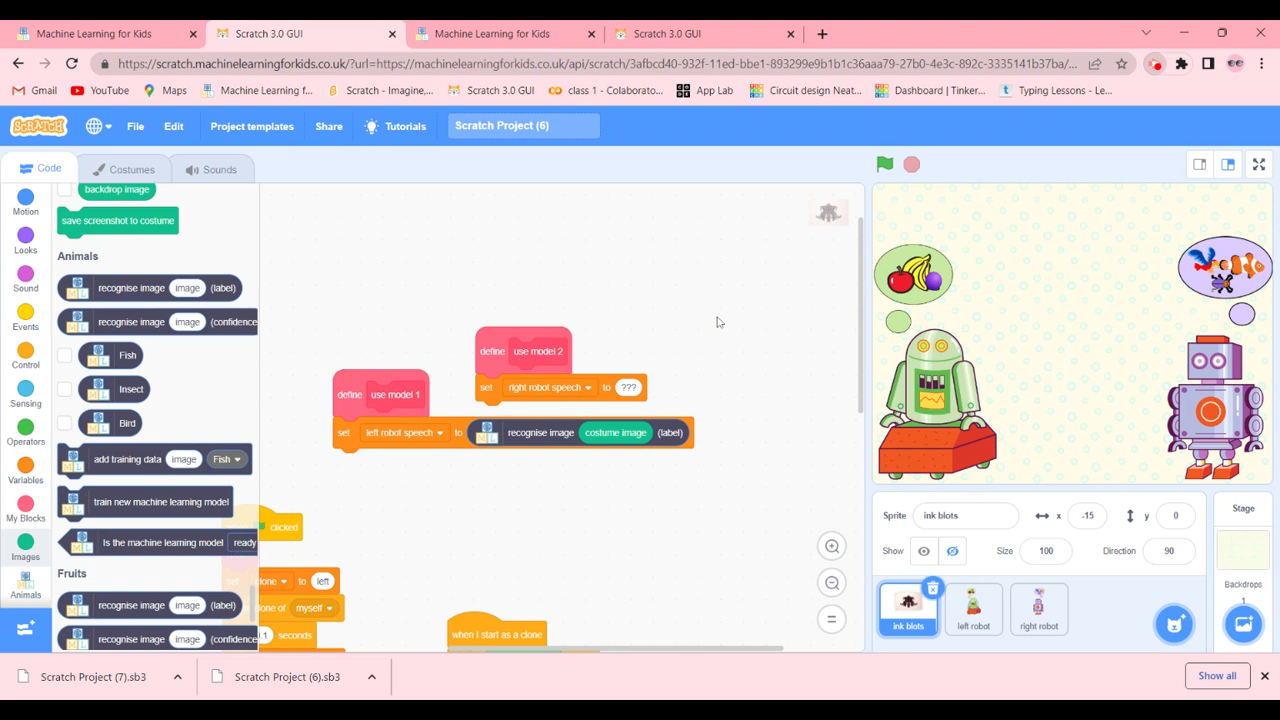 Machine Learning for Kids
Scratch 3.0 GUI
Machine Learning for Kids
Scratch 3.0 GUI
https://scratch.machinelearningforkids.co.uk/?url=https://machinelearningforkids.co.uk/api/scratch/3afbcd40-932f-11ed-bbe1-893299e9b1b1c36aaa79-27b0-4e3c-892c-3335141b37ba/...
Gmail
YouTube
Maps
Machine Learning f...
Scratch - Imagine,...
Scratch 3.0 GUI
class 1 - Colaborato...
App Lab
Circuit design Neat...
Dashboard | Tinker...
Typing Lessons - Le...
SCRATCH
File
Edit
Project templates
Share
Tutorials
Scratch Project (6)
Code
Costumes
Sounds
Motion
Looks
Sound
Events
Control
Sensing
Operators
Variables
My Blocks
Images
Animals
backdrop image
save screenshot to costume
Animals
recognise image image (label)
recognise image image (confidence
Fish
Insect
Bird
add training data image Fish
train new machine learning model
Is the machine learning model ready
Fruits
recognise image image (label)
recognise image image (confidence
define use model 2
set right robot speech to ???
define use model 1
set left robot speech to recognise image costume image (label)
clicked
set clone to left
clone of myself
seconds
when I start as a clone
Sprite ink blots x -15 y 0
Show Size 100 Direction 90
ink blots
left robot
right robot
Stage
Backdrops
1
Scratch Project (7).sb3
Scratch Project (6).sb3
Show all